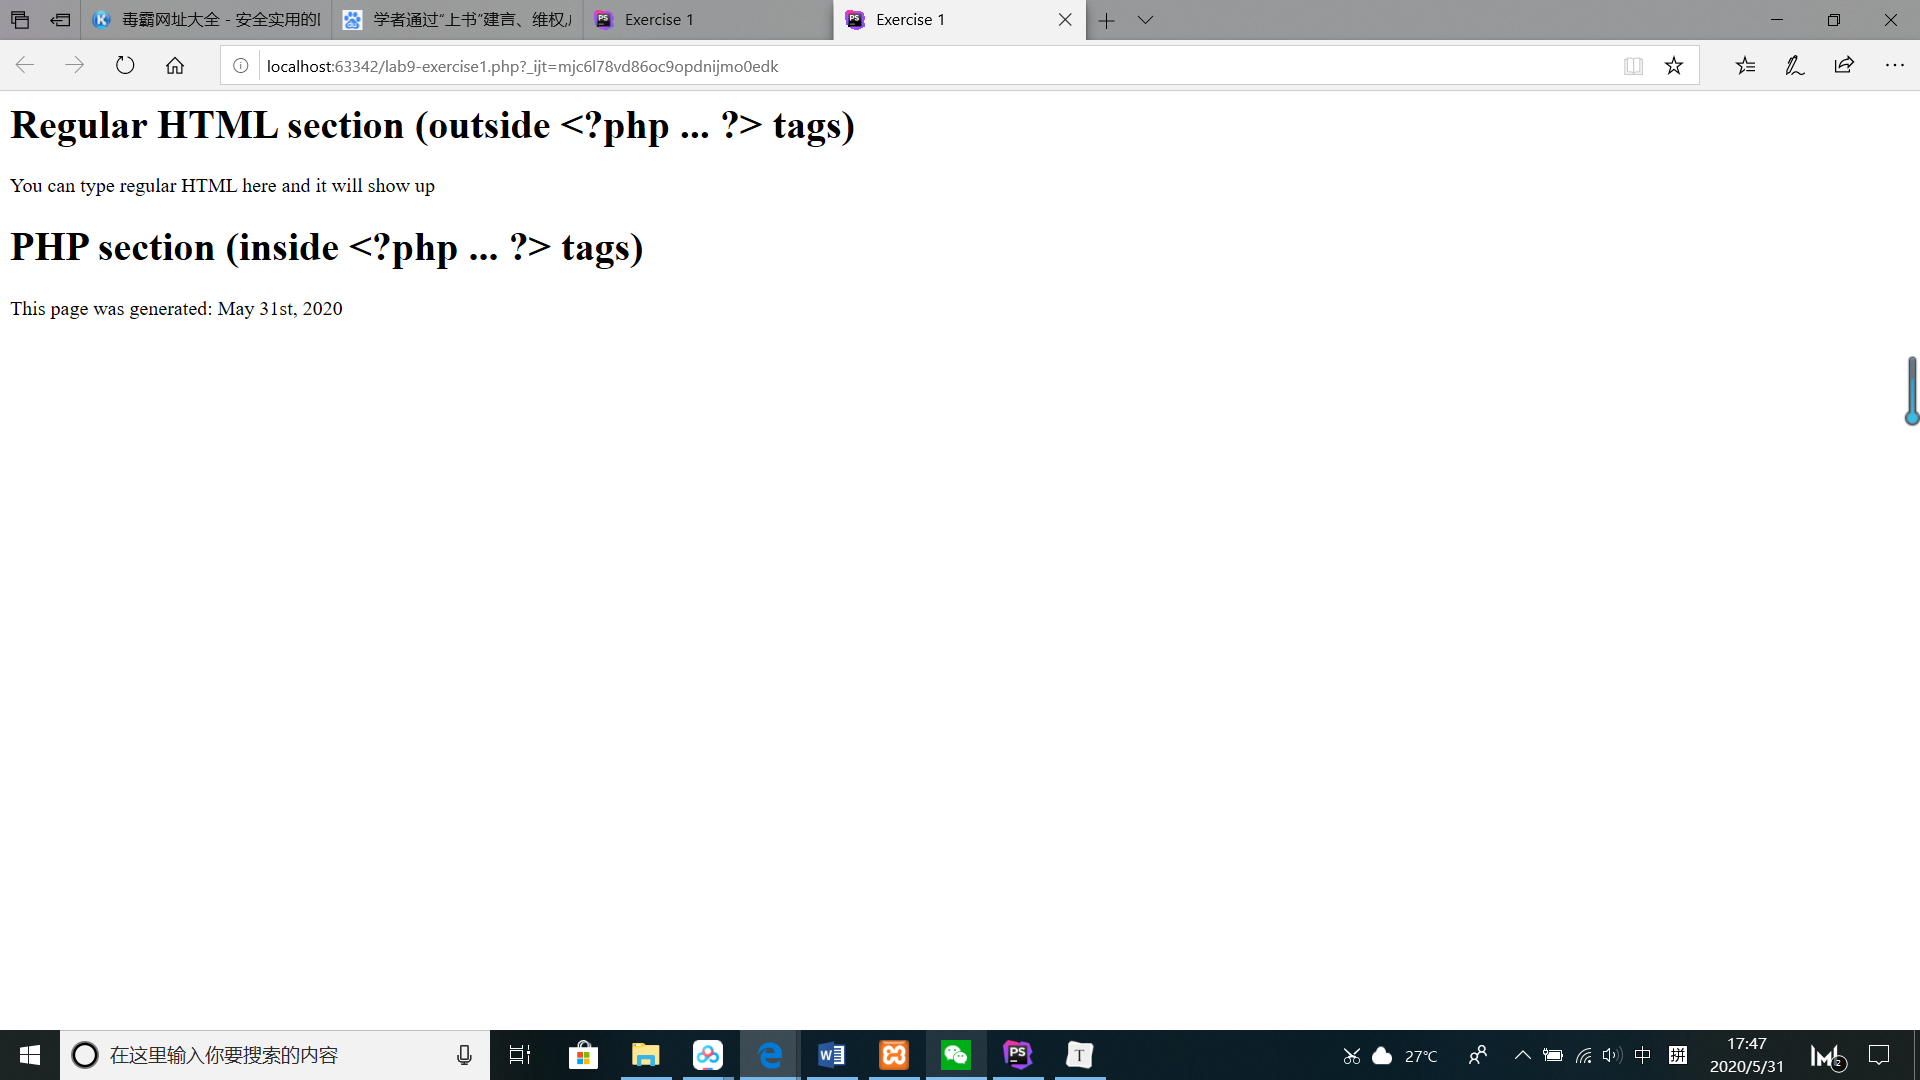 毒霸网址大全 - 安全实用的
学者通过“上书”建言、维权
Exercise 1
Exercise 1
localhost:63342/lab9-exercise1.php?_ijt=mjc6l78vd86oc9opdnijmo0edk
Regular HTML section (outside <?php ... ?> tags)
You can type regular HTML here and it will show up
PHP section (inside <?php ... ?> tags)
This page was generated: May 31st, 2020
在这里输入你要搜索的内容
27℃
中
拼
17:47
2020/5/31
2